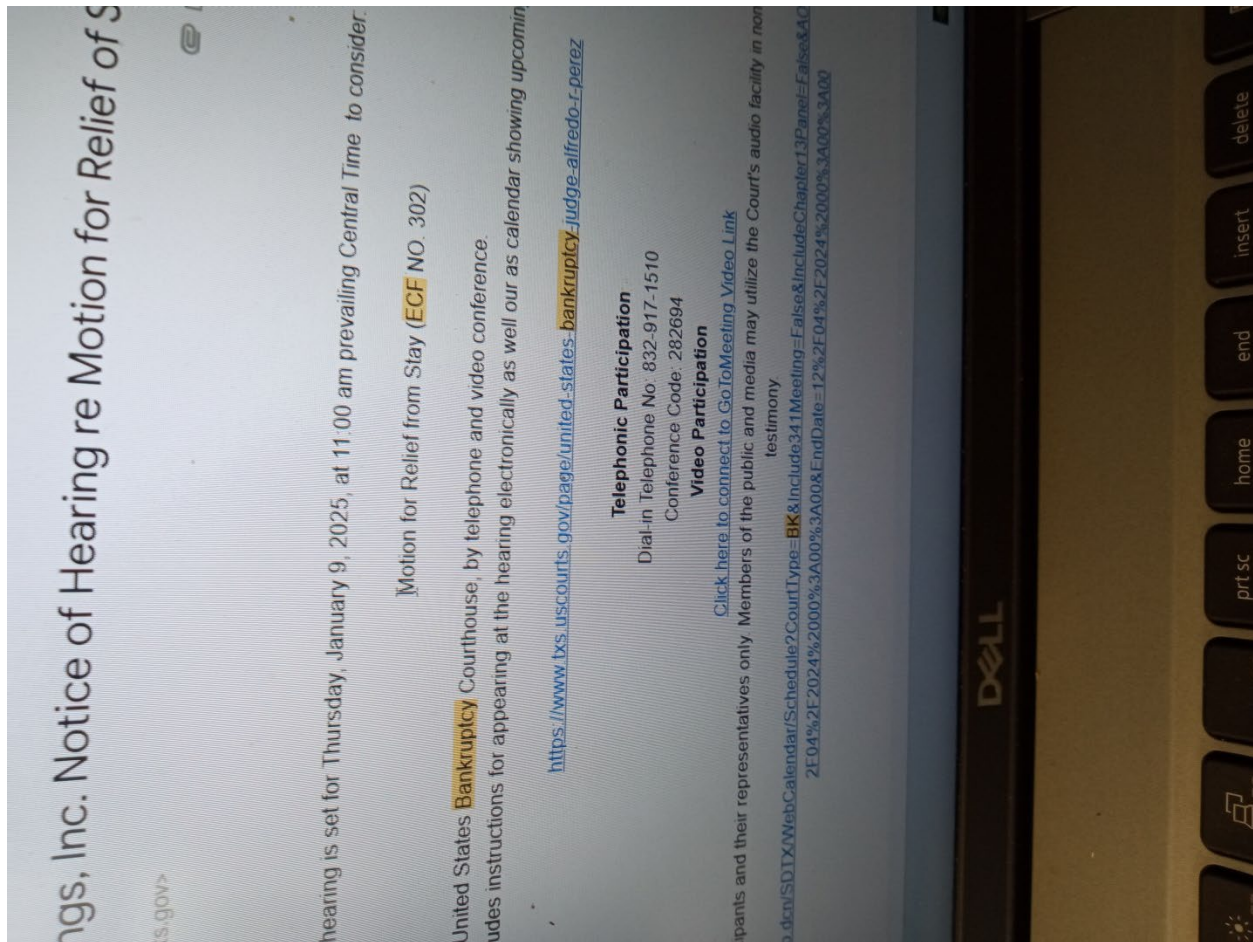 ngs, Inc. Notice of Hearing re Motion for Relief of S
s.gov>
hearing is set for Thursday, January 9, 2025, at 11:00 am prevailing Central Time to consider:
Motion for Relief from Stay (ECF NO. 302)
United States Bankruptcy Courthouse, by telephone and video conference.
udes instructions for appearing at the hearing electronically as well our as calendar showing upcoming
https://www.txs.uscourts.gov/page/united-states-bankruptcy-judge-alfredo-r-perez
Telephonic Participation
Dial-in Telephone No: 832-917-1510
Conference Code: 282694
Video Participation
Click here to connect to GoToMeeting Video Link
ipants and their representatives only. Members of the public and media may utilize the Court's audio facility in non
testimony.
o.dcn/SDTX/WebCalendar/Schedule?CourtType=BK&Include341Meeting=False&IncludeChapter13Panel=False&AO
2F04%2F2024%2000%3A00%3A00&EndDate=12%2F04%2F2024%2000%3A00%3A00
DELL
prt sc
home
end
insert
delete